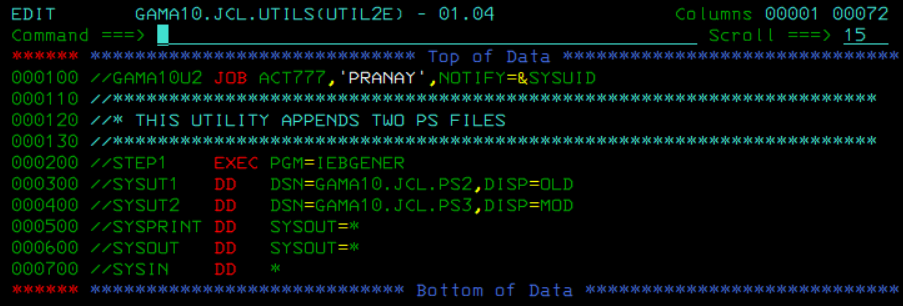 EDIT       GAMA10.JCL.UTILS(UTIL2E) - 01.04                    Columns 00001 00072
Command ===>                                                      Scroll ===> 15
****** ***************************** Top of Data ******************************
000100 //GAMA10U2 JOB ACT777,'PRANAY',NOTIFY=&SYSUID
000110 //*********************************************************************
000120 //* THIS UTILITY APPENDS TWO PS FILES
000130 //*********************************************************************
000200 //STEP1    EXEC PGM=IEBGENER
000300 //SYSUT1   DD   DSN=GAMA10.JCL.PS2,DISP=OLD
000400 //SYSUT2   DD   DSN=GAMA10.JCL.PS3,DISP=MOD
000500 //SYSPRINT DD   SYSOUT=*
000600 //SYSOUT   DD   SYSOUT=*
000700 //SYSIN    DD   *
****** **************************** Bottom of Data ****************************